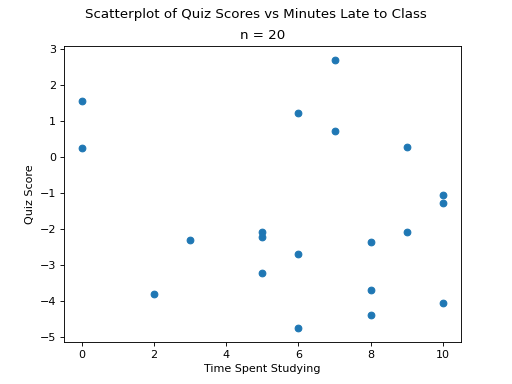 Scatterplot of Quiz Scores vs Minutes Late to Class
n = 20
3
2
1
0
−1
−2
−3
−4
−5
Quiz Score
0 2 4 6 8 10
Time Spent Studying